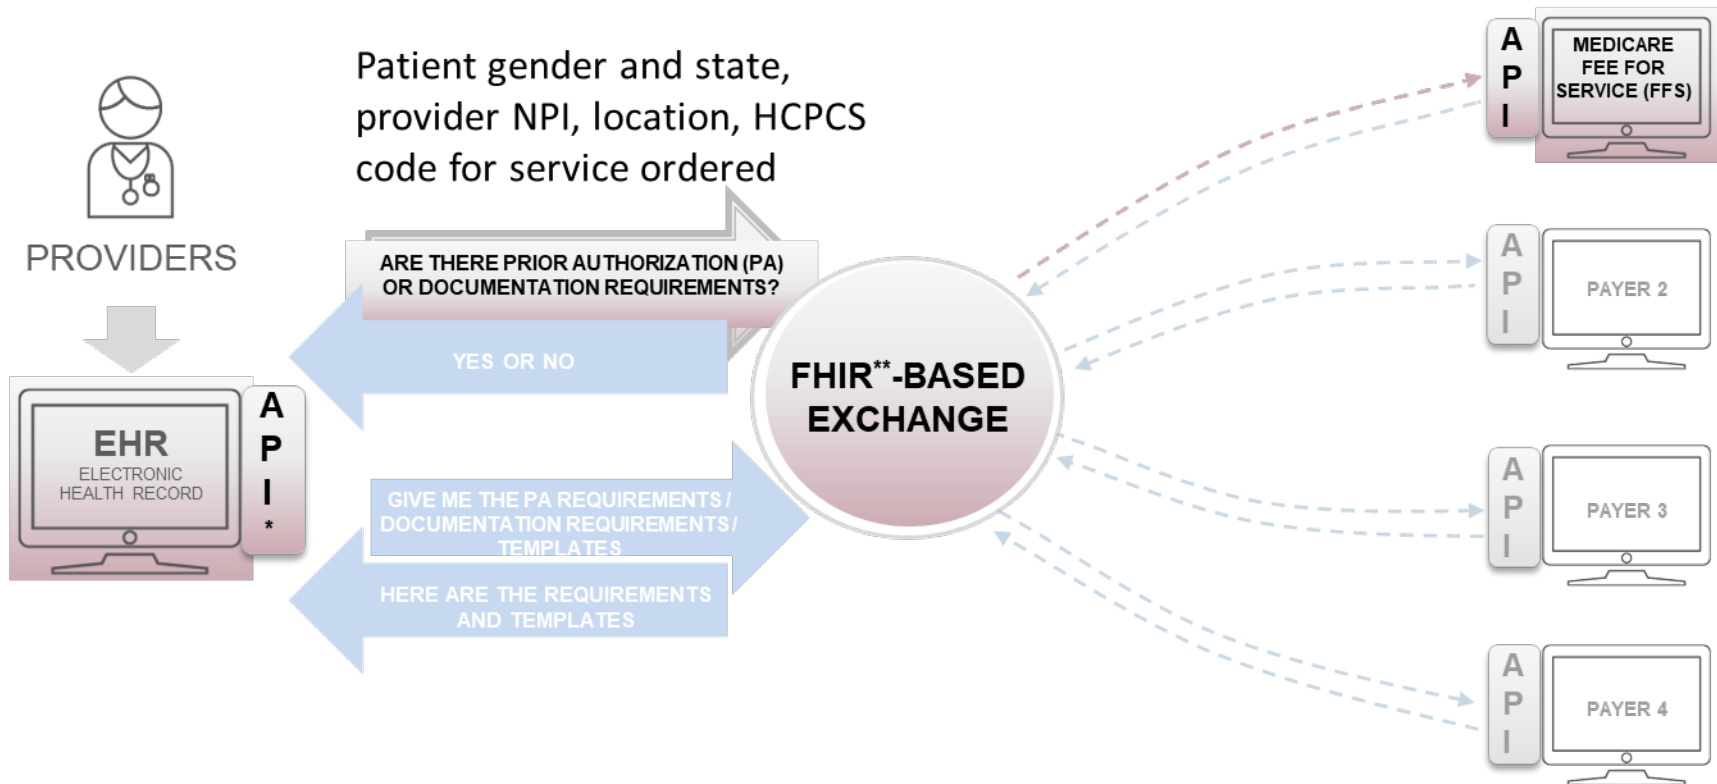 Patient gender and state,
provider NPI, location, HCPCS
code for service ordered
PROVIDERS
ARE THERE PRIOR AUTHORIZATION (PA)
OR DOCUMENTATION REQUIREMENTS?
YES OR NO
EHR
ELECTRONIC
HEALTH RECORD
A
P
I
*
GIVE ME THE PA REQUIREMENTS /
DOCUMENTATION REQUIREMENTS /
TEMPLATES
HERE ARE THE REQUIREMENTS
AND TEMPLATES
FHIR**-BASED
EXCHANGE
A
P
I
MEDICARE
FEE FOR
SERVICE (FFS)
A
P
I
PAYER 2
A
P
I
PAYER 3
A
P
I
PAYER 4